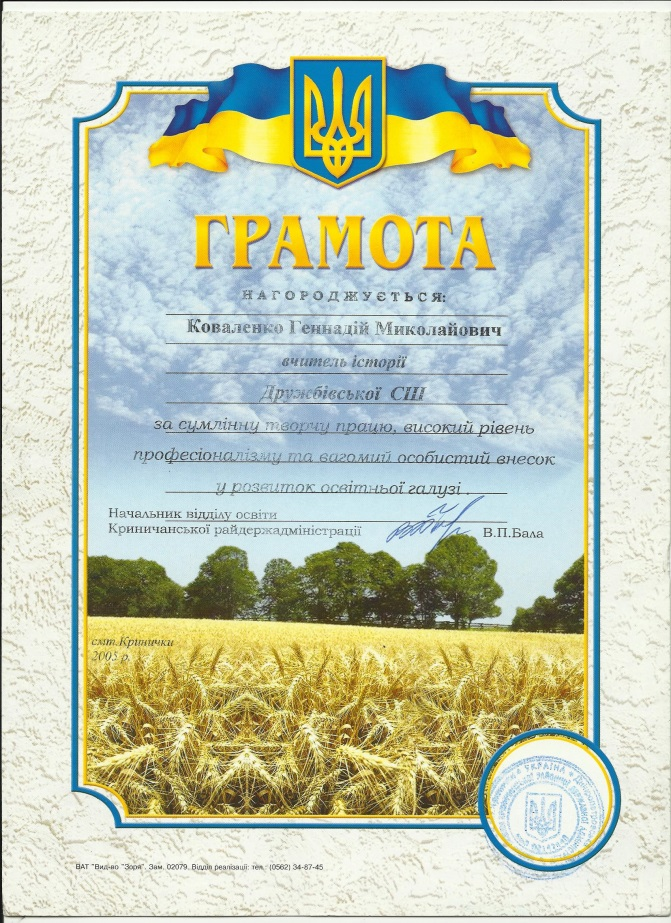 ГРАМОТА
НАГОРОДЖУЄТЬСЯ:
Коваленко Геннадій Миколайович
вчитель історії
Дружбівської СШ
за сумлінну творчу працю, високий рівень
професіоналізму та вагомий особистий внесок
у розвиток освітньої галузі .
Начальник відділу освіти
Криничанської райдержадміністрації В.П.Бала
смт.Кринички
р.
УКРАЇНА
ВАТ "Вид-во "Зоря". Зам. 02079. Відділ реалізації: тел.: (0562) 34-87-45